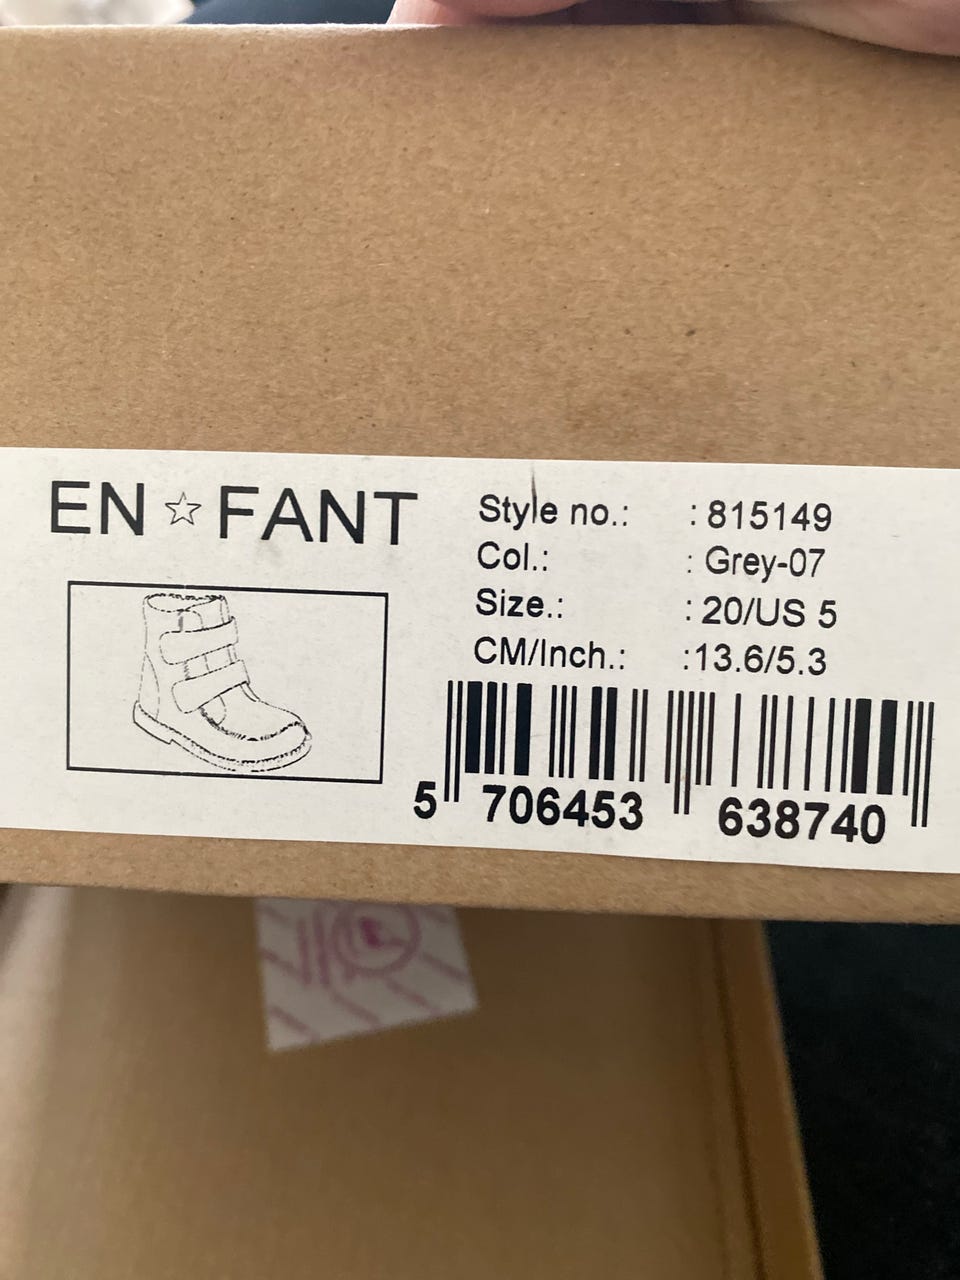 EN ☆ FANT
Style no.: : 815149
Col.: : Grey-07
Size.: : 20/US 5
CM/Inch.: :13.6/5.3
5 706453 638740